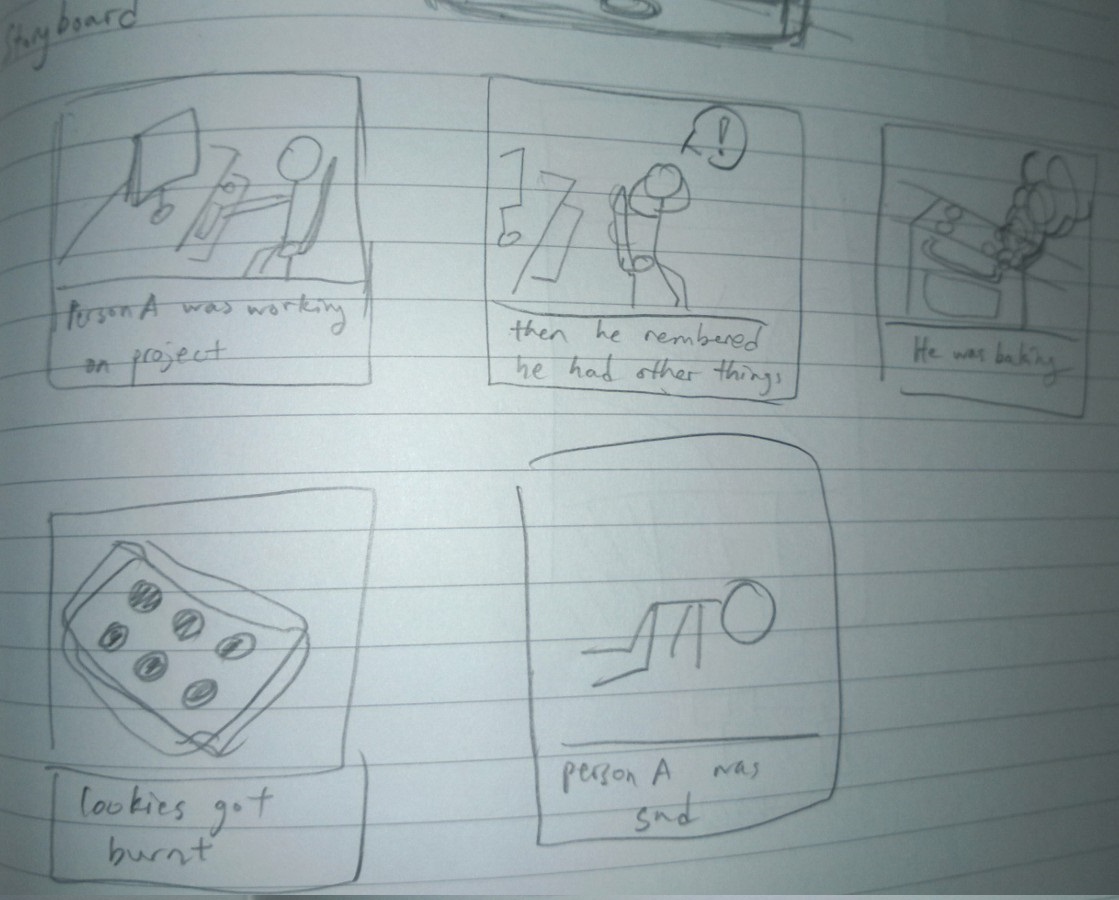 Storyboard
Person A was working
on project
!
then he rembered
he had other things
He was baking
Cookies got
burnt
person A was
sad